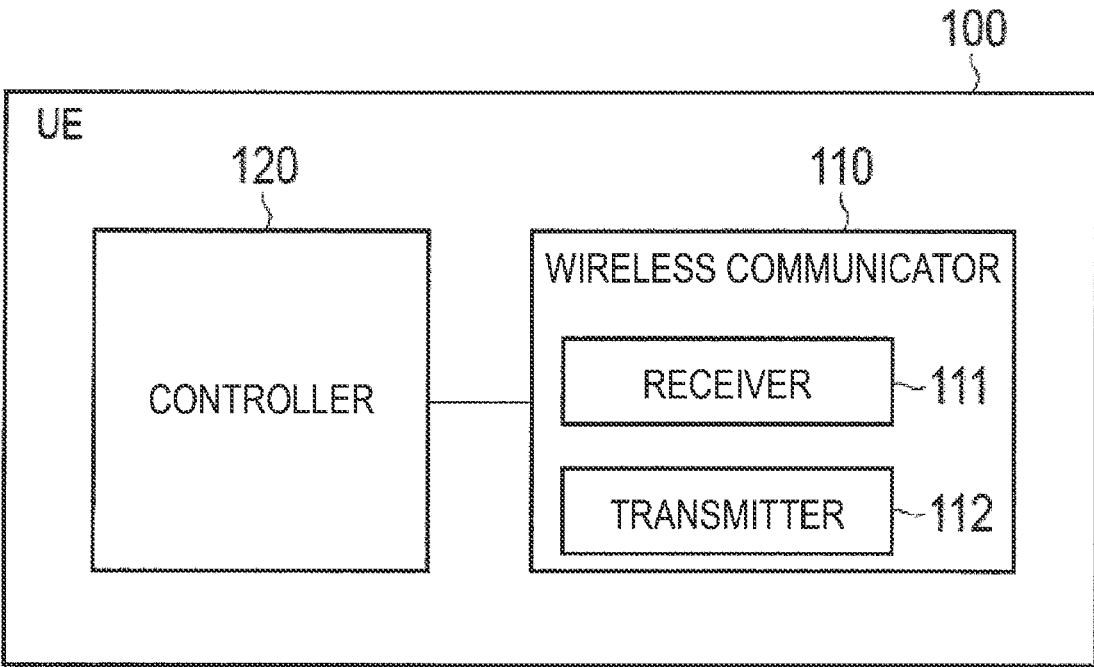 100
UE
120
110
WIRELESS COMMUNICATOR
CONTROLLER
RECEIVER
111
TRANSMITTER
112